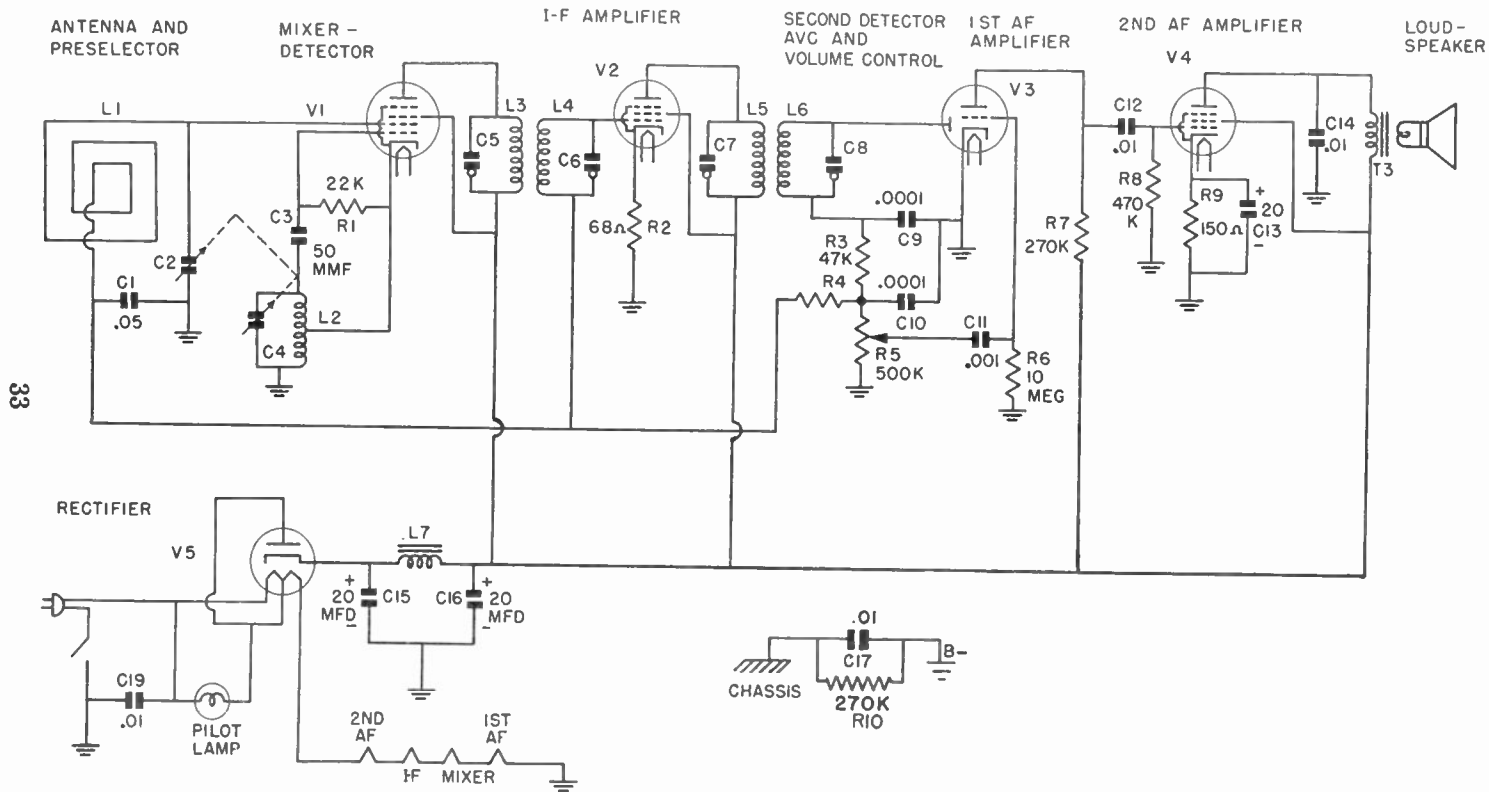 ANTENNA AND
PRESELECTOR
MIXER -
DETECTOR
I-F AMPLIFIER
SECOND DETECTOR
AVC AND
VOLUME CONTROL
1ST AF
AMPLIFIER
2ND AF AMPLIFIER
LOUD-
SPEAKER
L1
V1
L3
L4
V2
L5
L6
V3
V4
C5
C6
C7
C8
C12
.01
C14
.01
T3
22K
R1
C3
50
MMF
C2
C1
.05
L2
C4
68Ω
R2
.0001
C9
R3
47K
R4
.0001
C10
C11
.001
R5
500K
R6
10
MEG
R7
270K
R8
470
K
R9
150Ω
+
20
C13
-
33
RECTIFIER
V5
L7
+
20
MFD
-
C15
C16
+
20
MFD
-
C19
.01
PILOT
LAMP
2ND
AF
I-F
MIXER
1ST
AF
.01
C17
B-
CHASSIS
270K
R10